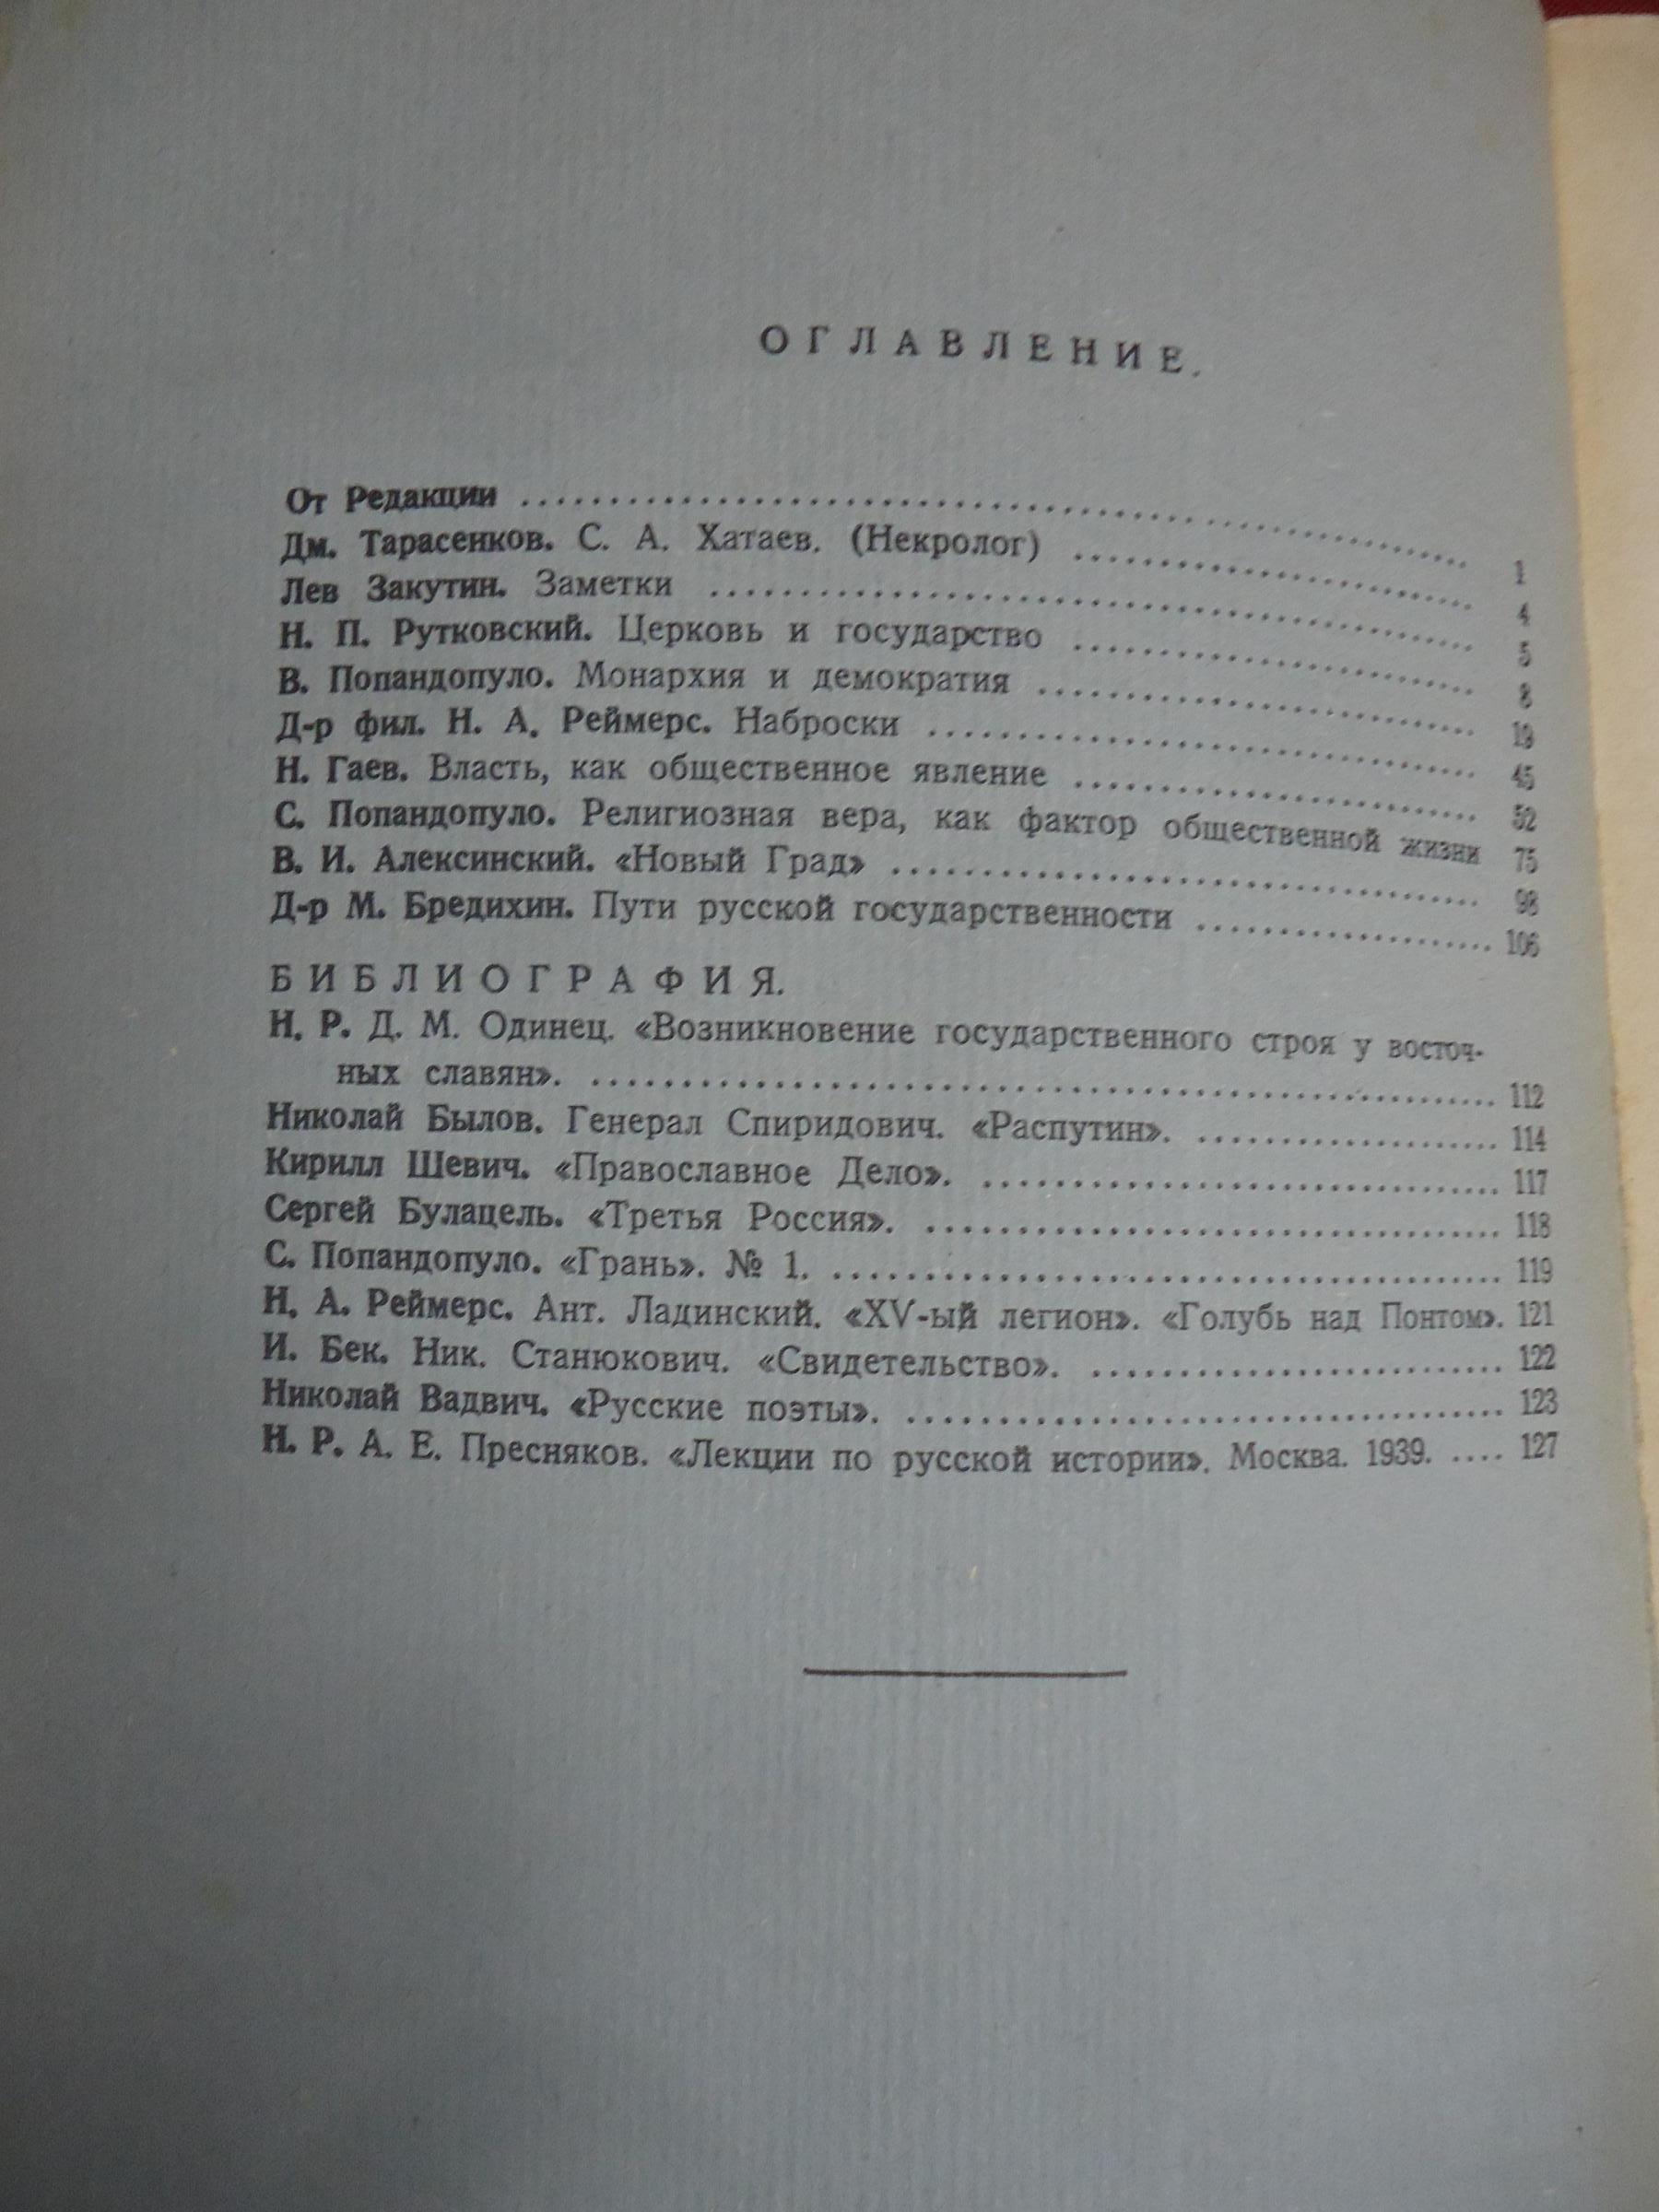 ОГЛАВЛЕНИЕ.
От Редакции ........ 1
Дм. Тарасенков. С. А. Хатаев. (Некролог) ........ 4
Лев Закутин. Заметки ........ 5
Н. П. Рутковский. Церковь и государство ........ 8
В. Попандопуло. Монархия и демократия ........ 19
Д-р фил. Н. А. Реймерс. Наброски ........ 45
Н. Гаев. Власть, как общественное явление ........ 52
С. Попандопуло. Религиозная вера, как фактор общественной жизни 75
В. И. Алексинский. «Новый Град» ........ 98
Д-р М. Бредихин. Пути русской государственности ........ 106
БИБЛИОГРАФИЯ.
Н. Р. Д. М. Одинец. «Возникновение государственного строя у восточ-
ных славян». ........ 112
Николай Былов. Генерал Спиридович. «Распутин». ........ 114
Кирилл Шевич. «Православное Дело». ........ 117
Сергей Булацель. «Третья Россия». ........ 118
С. Попандопуло. «Грань». № 1. ........ 119
Н. А. Реймерс. Ант. Ладинский. «XV-ый легион». «Голубь над Понтом». 121
И. Бек. Ник. Станюкович. «Свидетельство». ........ 122
Николай Вадвич. «Русские поэты». ........ 123
Н. Р. А. Е. Пресняков. «Лекции по русской истории». Москва. 1939. .... 127